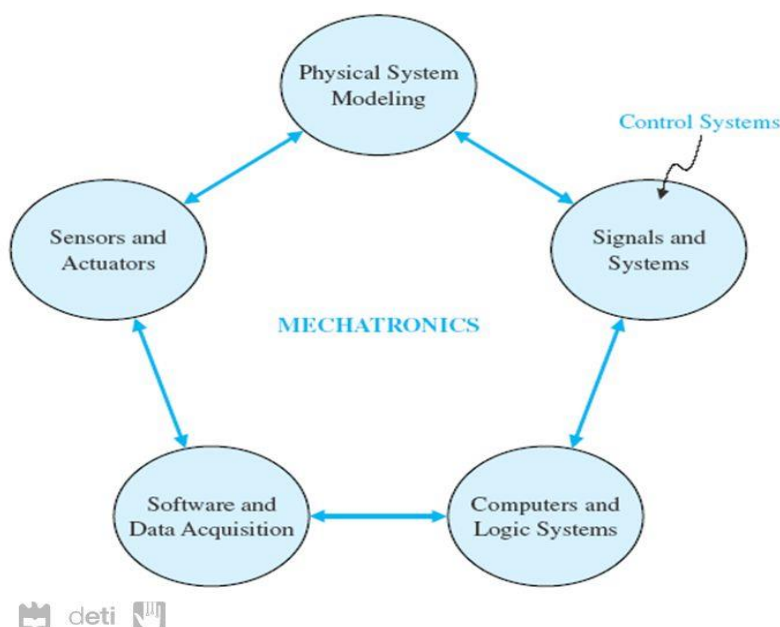 Physical System
Modeling
Control Systems
Sensors and
Actuators
Signals and
Systems
MECHATRONICS
Software and
Data Acquisition
Computers and
Logic Systems
deti